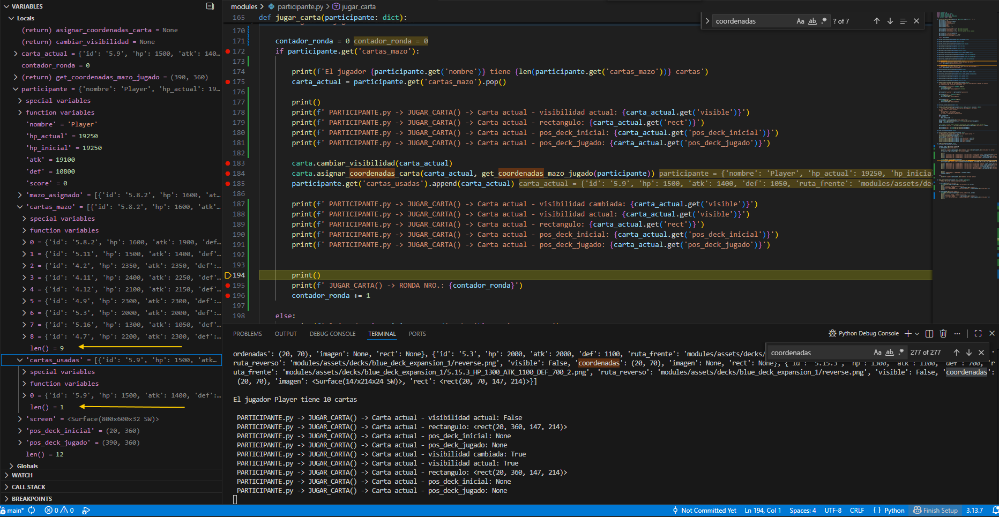 VARIABLES
Locals
(return) asignar_coordenadas_carta = None
(return) cambiar_visibilidad = None
carta_actual = {'id': '5.9', 'hp': 1500, 'atk': 140…
contador_ronda = 0
(return) get_coordenadas_mazo_jugado = (390, 360)
participante = {'nombre': 'Player', 'hp_actual': 19…
special variables
function variables
'nombre' = 'Player'
'hp_actual' = 19250
'hp_inicial' = 19250
'atk' = 19100
'def' = 10800
'score' = 0
'mazo_asignado' = [{'id': '5.8.2', 'hp': 1600, 'at…
'cartas_mazo' = [{'id': '5.8.2', 'hp': 1600, 'atk'…
special variables
function variables
0 = {'id': '5.8.2', 'hp': 1600, 'atk': 1900, 'def…
1 = {'id': '5.11', 'hp': 1500, 'atk': 1400, 'def'…
2 = {'id': '4.2', 'hp': 2350, 'atk': 2350, 'def':…
3 = {'id': '4.11', 'hp': 2400, 'atk': 2250, 'def'…
4 = {'id': '4.12', 'hp': 2100, 'atk': 2150, 'def'…
5 = {'id': '4.9', 'hp': 2300, 'atk': 2300, 'def':…
6 = {'id': '5.3', 'hp': 2000, 'atk': 2000, 'def':…
7 = {'id': '5.16', 'hp': 1300, 'atk': 1050, 'def'…
8 = {'id': '4.7', 'hp': 2200, 'atk': 2300, 'def':…
len() = 9
'cartas_usadas' = [{'id': '5.9', 'hp': 1500, 'atk…
special variables
function variables
0 = {'id': '5.9', 'hp': 1500, 'atk': 1400, 'def':…
len() = 1
'screen' = <Surface(800x600x32 SW)>
'pos_deck_inicial' = (20, 360)
'pos_deck_jugado' = (390, 360)
len() = 12
Globals
WATCH
CALL STACK
BREAKPOINTS
modules > participante.py > jugar_carta
165 def jugar_carta(participante: dict):
coordenadas Aa ab .* ? of 7
170
171 contador_ronda = 0 contador_ronda = 0
172 if participante.get('cartas_mazo'):
173
174 print(f'El jugador {participante.get('nombre')} tiene {len(participante.get('cartas_mazo'))} cartas')
175 carta_actual = participante.get('cartas_mazo').pop()
176
177 print()
178 print(f' PARTICIPANTE.py -> JUGAR_CARTA() -> Carta actual - visibilidad actual: {carta_actual.get('visible')}')
179 print(f' PARTICIPANTE.py -> JUGAR_CARTA() -> Carta actual - rectangulo: {carta_actual.get('rect')}')
180 print(f' PARTICIPANTE.py -> JUGAR_CARTA() -> Carta actual - pos_deck_inicial: {carta_actual.get('pos_deck_inicial')}')
181 print(f' PARTICIPANTE.py -> JUGAR_CARTA() -> Carta actual - pos_deck_jugado: {carta_actual.get('pos_deck_jugado')}')
182
183 carta.cambiar_visibilidad(carta_actual)
184 carta.asignar_coordenadas_carta(carta_actual, get_coordenadas_mazo_jugado(participante)) participante = {'nombre': 'Player', 'hp_actual': 19250, 'hp_inicia
185 participante.get('cartas_usadas').append(carta_actual) carta_actual = {'id': '5.9', 'hp': 1500, 'atk': 1400, 'def': 1050, 'ruta_frente': 'modules/assets/de
186
187 print(f' PARTICIPANTE.py -> JUGAR_CARTA() -> Carta actual - visibilidad cambiada: {carta_actual.get('visible')}')
188 print(f' PARTICIPANTE.py -> JUGAR_CARTA() -> Carta actual - visibilidad actual: {carta_actual.get('visible')}')
189 print(f' PARTICIPANTE.py -> JUGAR_CARTA() -> Carta actual - rectangulo: {carta_actual.get('rect')}')
190 print(f' PARTICIPANTE.py -> JUGAR_CARTA() -> Carta actual - pos_deck_inicial: {carta_actual.get('pos_deck_inicial')}')
191 print(f' PARTICIPANTE.py -> JUGAR_CARTA() -> Carta actual - pos_deck_jugado: {carta_actual.get('pos_deck_jugado')}')
192
193
194 print()
195 print(f' JUGAR_CARTA() -> RONDA NRO.: {contador_ronda}')
196 contador_ronda += 1
197
198 else:
PROBLEMS OUTPUT DEBUG CONSOLE TERMINAL PORTS
Python Debug Console
coordenadas Aa ab .* 277 of 277
ordenadas': (20, 70), 'imagen': None, 'rect': None}, {'id': '5.3', 'hp': 2000, 'atk': 2000, 'def': 1100, 'ruta_frente': 'modules/assets/decks/
ruta_reverso': 'modules/assets/decks/blue_deck_expansion_1/reverse.png', 'visible': False, 'coordenadas': (20, 70), 'imagen': None, 'rect': None}, {'id': '5.15.3', 'hp': 1300, 'atk': 1100, 'def': 700, 'r
uta_frente': 'modules/assets/decks/blue_deck_expansion_1/5.15.3_HP_1300_ATK_1100_DEF_700_2.png', 'ruta_reverso': 'modules/assets/decks/blue_deck_expansion_1/reverse.png', 'visible': False, 'coordenadas':
(20, 70), 'imagen': <Surface(147x214x24 SW)>, 'rect': <rect(20, 70, 147, 214)>}]
El jugador Player tiene 10 cartas
PARTICIPANTE.py -> JUGAR_CARTA() -> Carta actual - visibilidad actual: False
PARTICIPANTE.py -> JUGAR_CARTA() -> Carta actual - rectangulo: <rect(20, 360, 147, 214)>
PARTICIPANTE.py -> JUGAR_CARTA() -> Carta actual - pos_deck_inicial: None
PARTICIPANTE.py -> JUGAR_CARTA() -> Carta actual - pos_deck_jugado: None
PARTICIPANTE.py -> JUGAR_CARTA() -> Carta actual - visibilidad cambiada: True
PARTICIPANTE.py -> JUGAR_CARTA() -> Carta actual - visibilidad actual: True
PARTICIPANTE.py -> JUGAR_CARTA() -> Carta actual - rectangulo: <rect(20, 360, 147, 214)>
PARTICIPANTE.py -> JUGAR_CARTA() -> Carta actual - pos_deck_inicial: None
PARTICIPANTE.py -> JUGAR_CARTA() -> Carta actual - pos_deck_jugado: None
main* 0 0 Not Committed Yet Ln 194, Col 1 Spaces: 4 UTF-8 CRLF {} Python Finish Setup 3.13.7